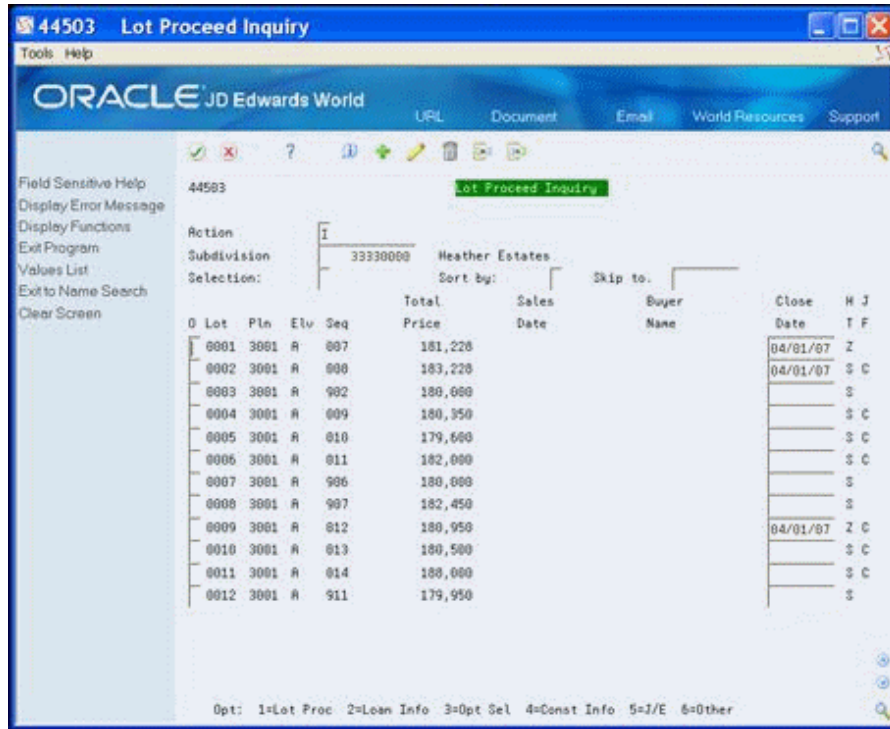 44503 Lot Proceed Inquiry
Tools Help
ORACLE JD Edwards World
URL Document Email World Resources Support
Field Sensitive Help
Display Error Message
Display Functions
Exit Program
Values List
Exit to Name Search
Clear Screen
44503 Lot Proceed Inquiry
Action I
Subdivision 33330000 Heather Estates
Selection: Sort by: Skip to.
Total Sales Buyer Close H J
O Lot Pln Elv Seq Price Date Name Date T F
0001 3001 A 007 181,228 04/01/07 Z
0002 3001 A 008 183,228 04/01/07 S C
0003 3001 A 902 180,000 S
0004 3001 A 009 180,350 S C
0005 3001 A 010 179,600 S C
0006 3001 A 011 182,000 S C
0007 3001 A 906 180,000 S
0008 3001 A 907 182,450 S
0009 3001 A 012 180,950 04/01/07 Z C
0010 3001 A 013 180,500 S C
0011 3001 A 014 188,000 S C
0012 3001 A 911 179,950 S
Opt: 1=Lot Proc 2=Loan Info 3=Opt Sel 4=Const Info 5=J/E 6=Other